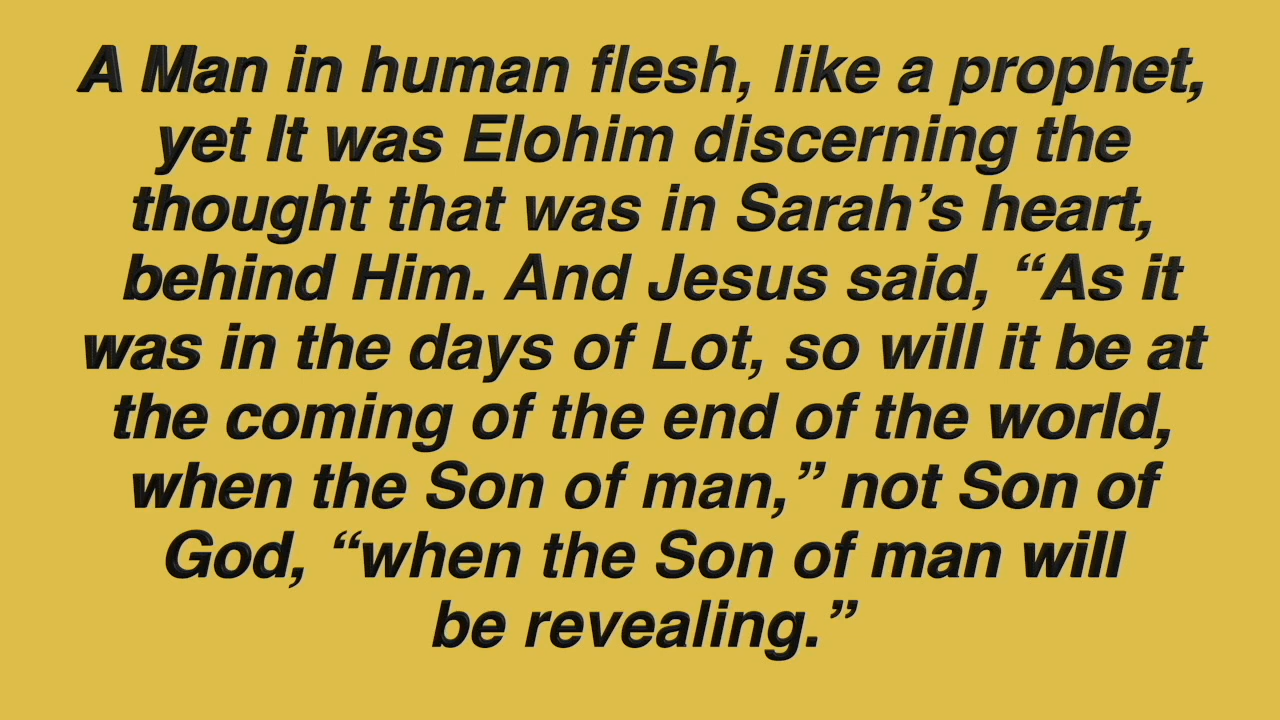 A Man in human flesh, like a prophet,
yet It was Elohim discerning the
thought that was in Sarah’s heart,
behind Him. And Jesus said, “As it
was in the days of Lot, so will it be at
the coming of the end of the world,
when the Son of man,” not Son of
God, “when the Son of man will
be revealing.”